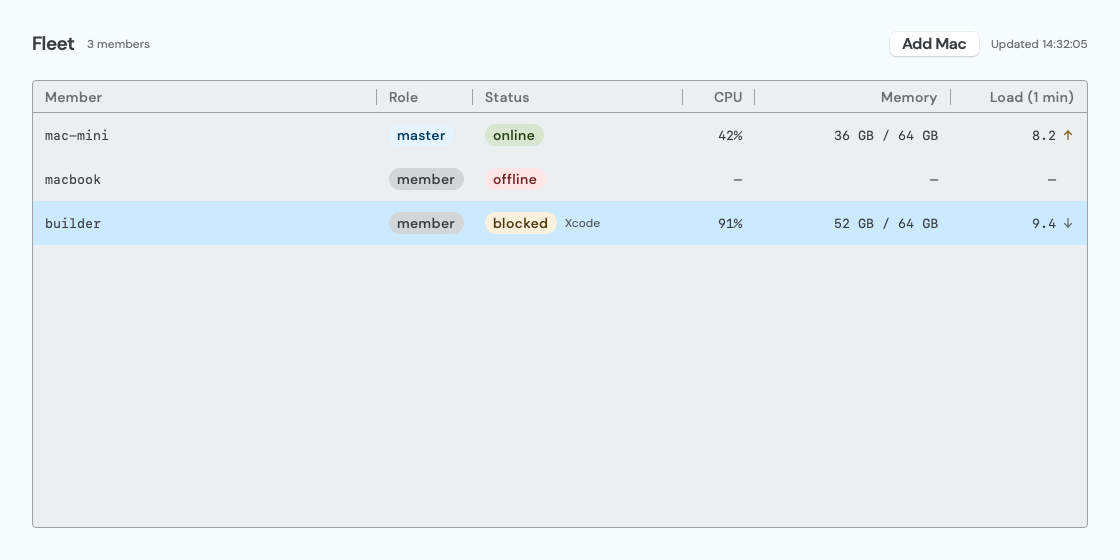 Fleet 3 members Add Mac Updated 14:32:05
Member Role Status CPU Memory Load (1 min)
mac-mini master online 42% 36 GB / 64 GB 8.2 ↑
macbook member offline — — —
builder member blocked Xcode 91% 52 GB / 64 GB 9.4 ↓